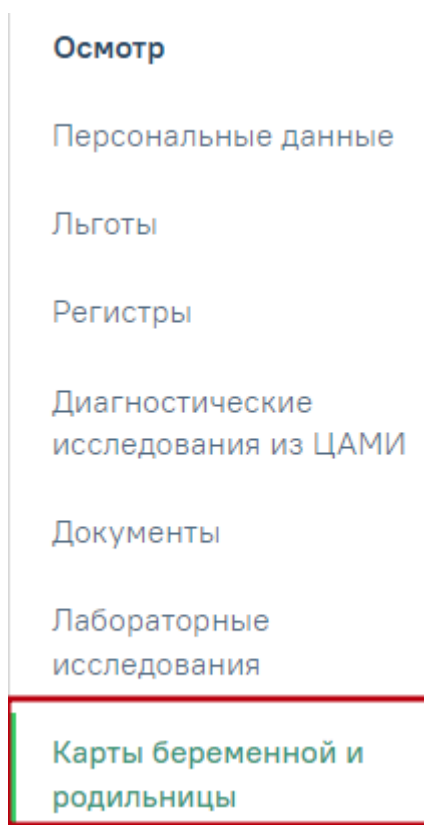 Осмотр
Персональные данные
Льготы
Регистры
Диагностические
исследования из ЦАМИ
Документы
Лабораторные
исследования
Карты беременной и
родильницы